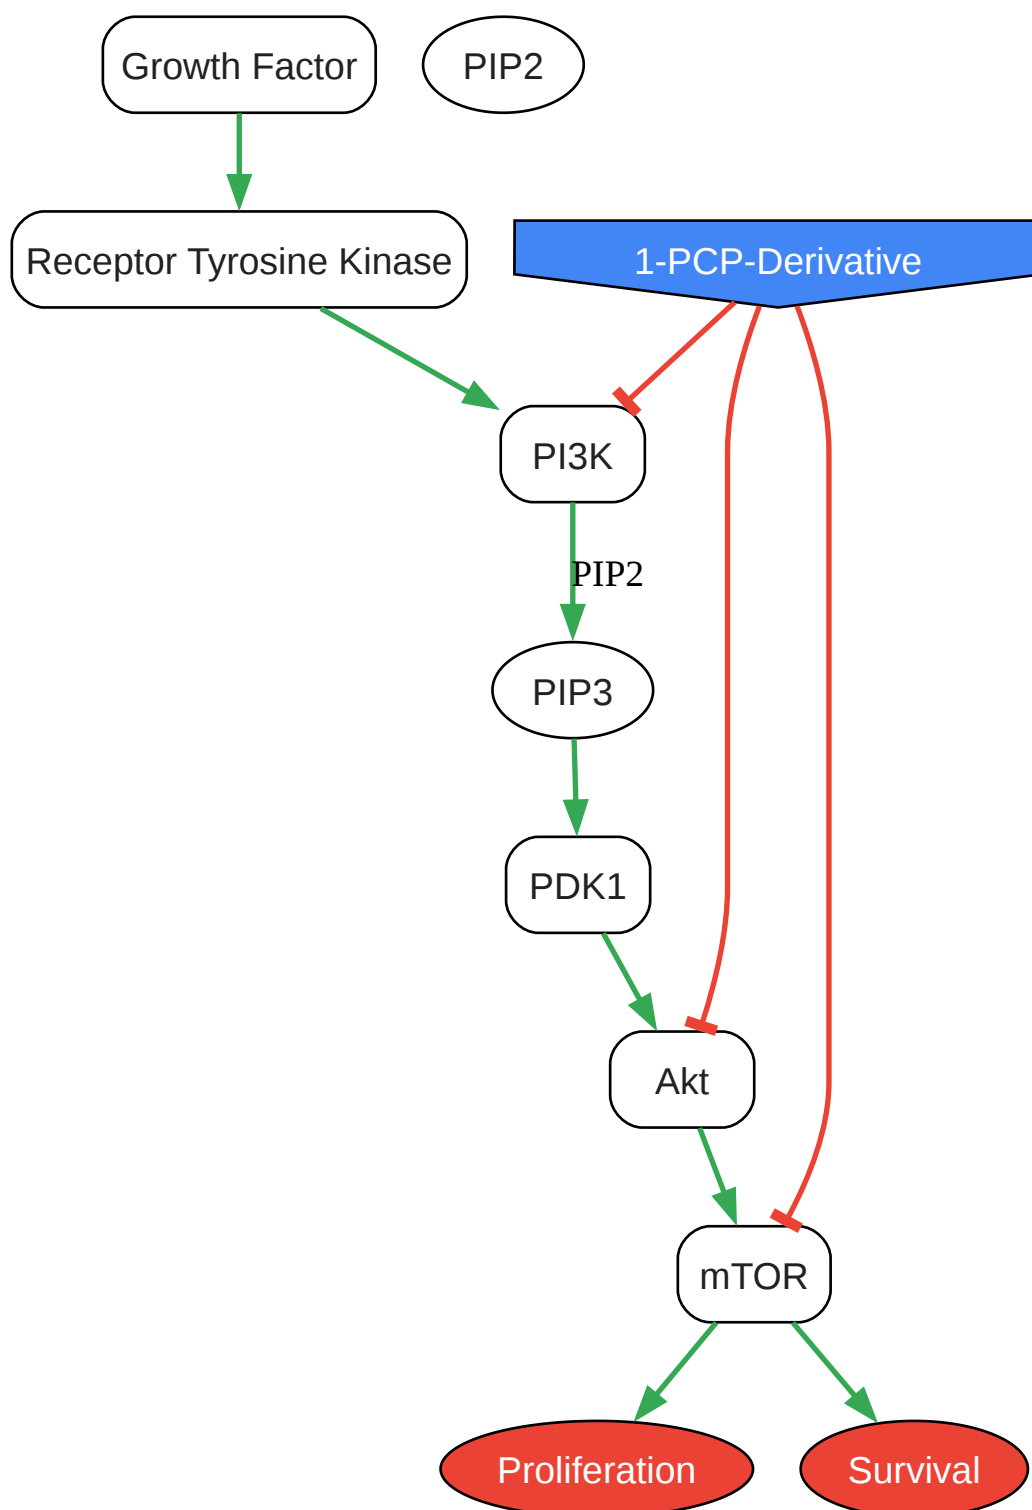 Growth Factor
PIP2
Receptor Tyrosine Kinase
1-PCP-Derivative
PI3K
PIP2
PIP3
PDK1
Akt
mTOR
Proliferation
Survival